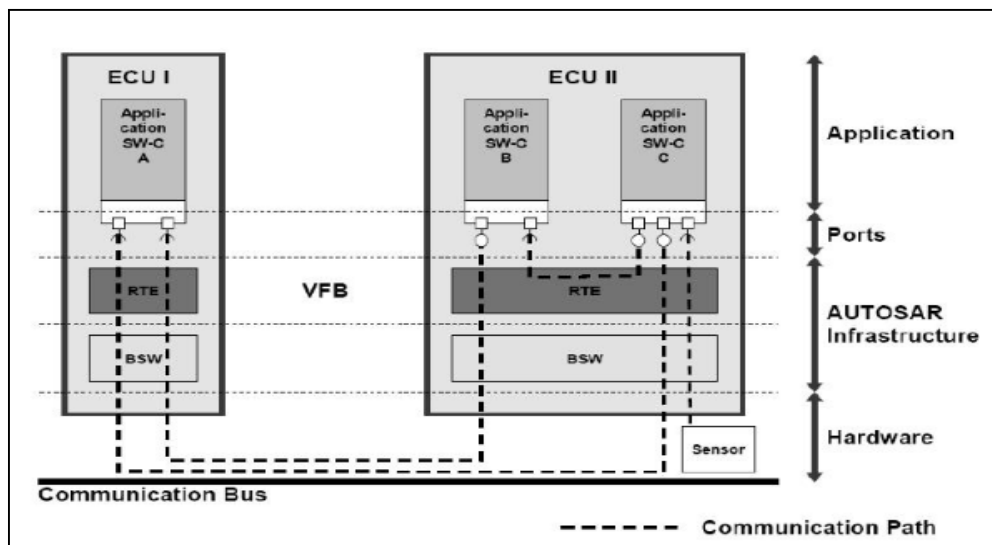 ECU I
Appli-
cation
SW-C
A
RTE
BSW
VFB
ECU II
Appli-
cation
SW-C
B
Appli-
cation
SW-C
C
RTE
BSW
Sensor
Application
Ports
AUTOSAR
Infrastructure
Hardware
Communication Bus
Communication Path